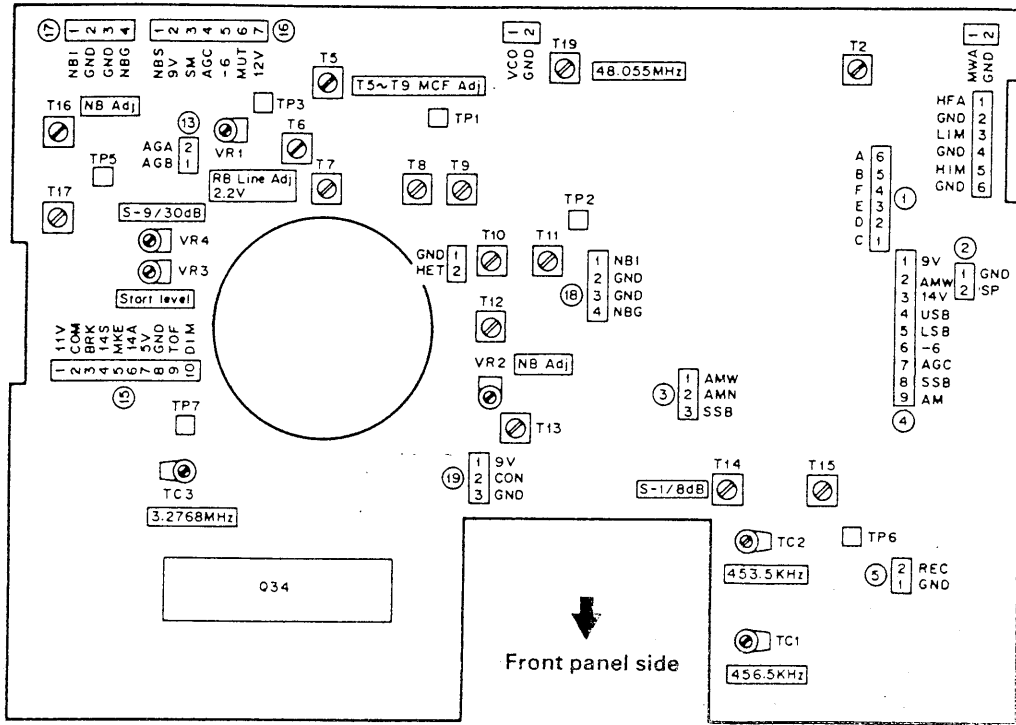 17
1 2 3 4
NBI
GND
GND
NBG
1 2 3 4 5 6 7
16
NBS
9V
SM
AGC
-6
MUT
12V
T5
T5~T9 MCF Adj
1 2
VCO
GND
T19
48.055MHz
T2
1 2
MWA
GND
T16
NB Adj
TP3
TP1
13
AGA 2
AGB 1
VR1
T6
TP5
RB Line Adj
2.2V
T7
T8
T9
T17
S-9/30dB
VR4
VR3
Start level
HFA 1
GND 2
LIM 3
GND 4
HIM 5
GND 6
A 6
B 5
F 4
E 3
D 2
C 1
1
TP2
GND 1
HET 2
T10
T11
18
1 NBI
2 GND
3 GND
4 NBG
2
1 GND
2 SP
1 9V
2 AMW
3 14V
4 USB
5 LSB
6 -6
7 AGC
8 SSB
9 AM
4
11V
COM
BRK
14S
MKE
14A
5V
GND
TOF
DIM
1 2 3 4 5 6 7 8 9 10
15
T12
VR2
NB Adj
3
1 AMW
2 AMN
3 SSB
TP7
T13
TC3
3.2768MHz
19
1 9V
2 CON
3 GND
S-1/8dB
T14
T15
TC2
453.5KHz
TP6
5
2 REC
1 GND
Q34
TC1
456.5KHz
Front panel side